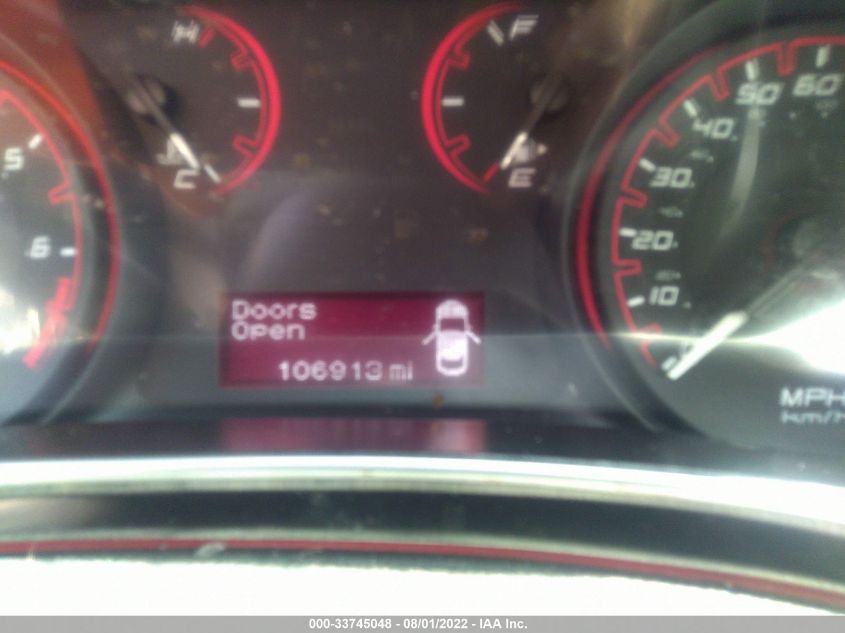 H
F
C
E
5
6
10
20
30
40
50
60
MPH
km/h
Doors
Open
106913 mi
000-33745048 - 08/01/2022 - IAA Inc.